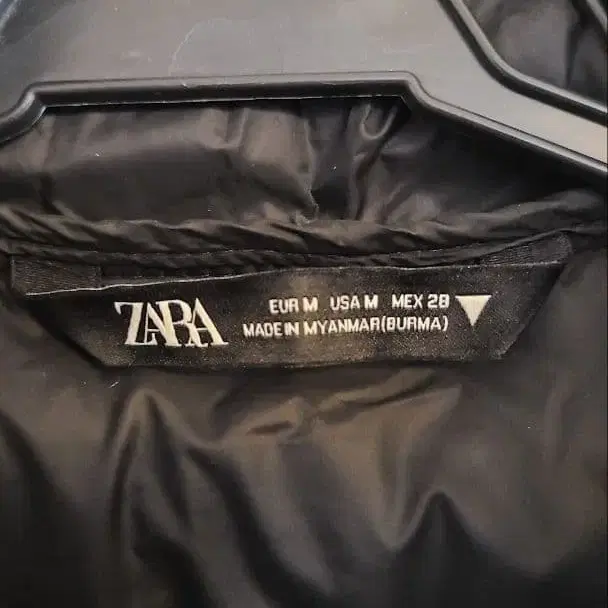 ZARA
EUR M USA M MEX 28
MADE IN MYANMAR(BURMA)